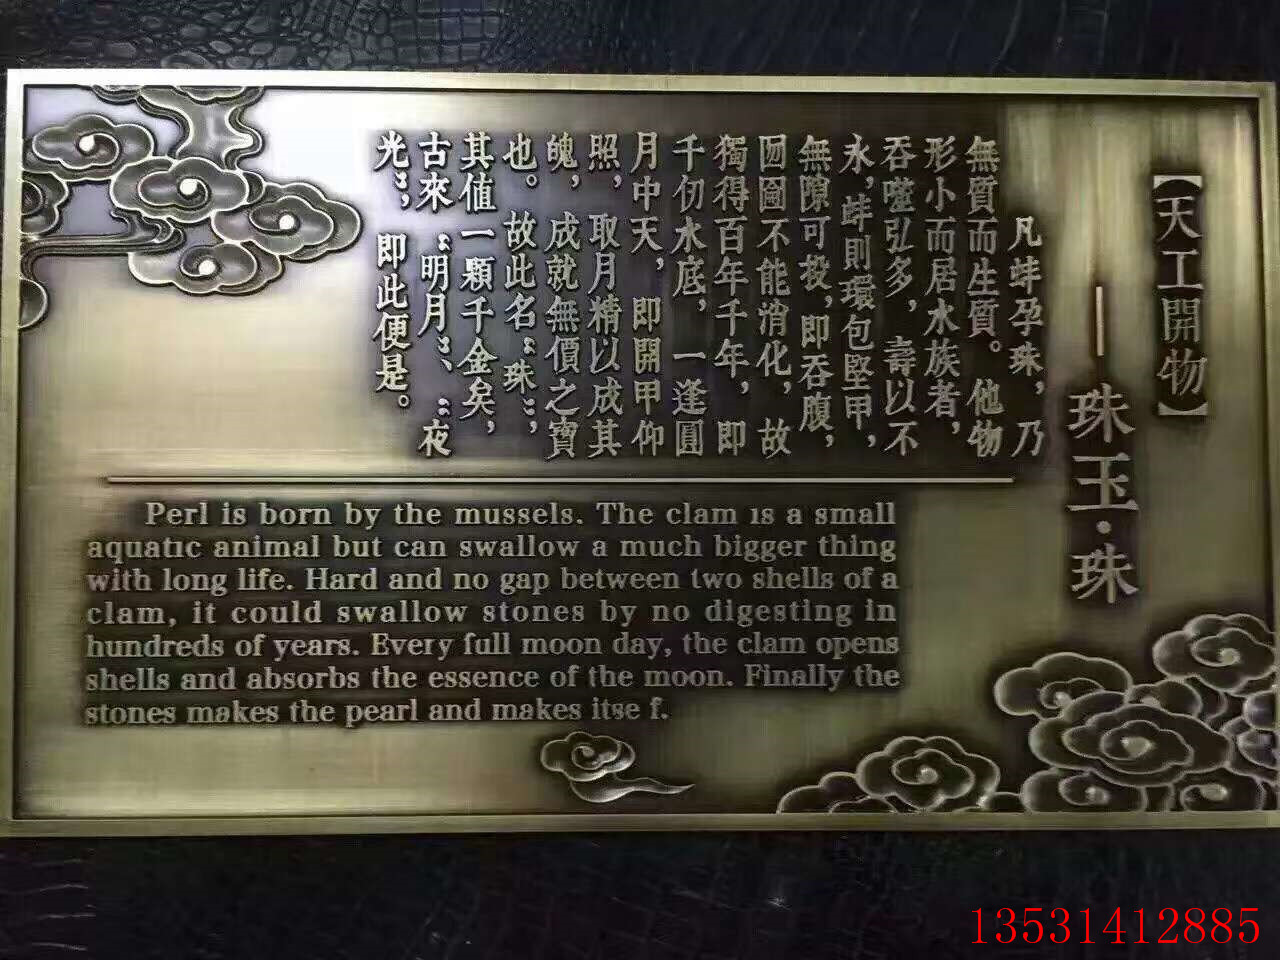 【天工開物】
——珠玉·珠
凡蚌孕珠，乃
無質而生質。他物
形小而居水族者，
吞噬弘多，壽以不
永，蚌則環包堅甲，
無隙可投，即吞腹，
囫圇不能消化，故
獨得百年千年，即
千仞水底，一逢圓
月中天，即開甲仰
照，取月精以成其
魄，成就無價之寶
也。故此名“珠”，
其值一顆千金矣，
古來“明月”、“夜
光”，即此便是。
Perl is born by the mussels. The clam is a small
aquatic animal but can swallow a much bigger thing
with long life. Hard and no gap between two shells of a
clam, it could swallow stones by no digesting in
hundreds of years. Every full moon day, the clam opens
shells and absorbs the essence of the moon. Finally the
stones makes the pearl and makes itse f.
13531412885